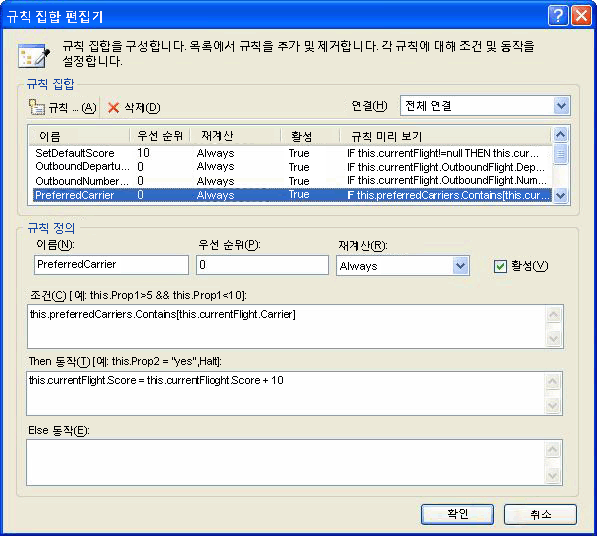 규칙 집합 편집기
규칙 집합을 구성합니다. 목록에서 규칙을 추가 및 제거합니다. 각 규칙에 대해 조건 및 동작을
설정합니다.
규칙 집합
규칙 ...(A) 삭제(D) 연결(H) 전체 연결
이름 우선 순위 재계산 활성 규칙 미리 보기
SetDefaultScore 10 Always True IF this.currentFlight!=null THEN this.cur...
OutboundDepartu... 0 Always True IF this.currentFlight.OutboundFlight.Dep...
OutboundNumber... 0 Always True IF this.currentFlight.OutboundFlight.Num...
PreferredCarrier 0 Always True IF this.preferredCarriers.Contains[this.cur...
규칙 정의
이름(N): 우선 순위(P): 재계산(R):
PreferredCarrier 0 Always 활성(V)
조건(C) [예: this.Prop1>5 && this.Prop1<10]:
this.preferredCarriers.Contains[this.currentFlight.Carrier]
Then 동작(T) [예: this.Prop2 = "yes",Halt]:
this.currentFlight.Score = this.currentFlioght.Score + 10
Else 동작(E):
확인 취소